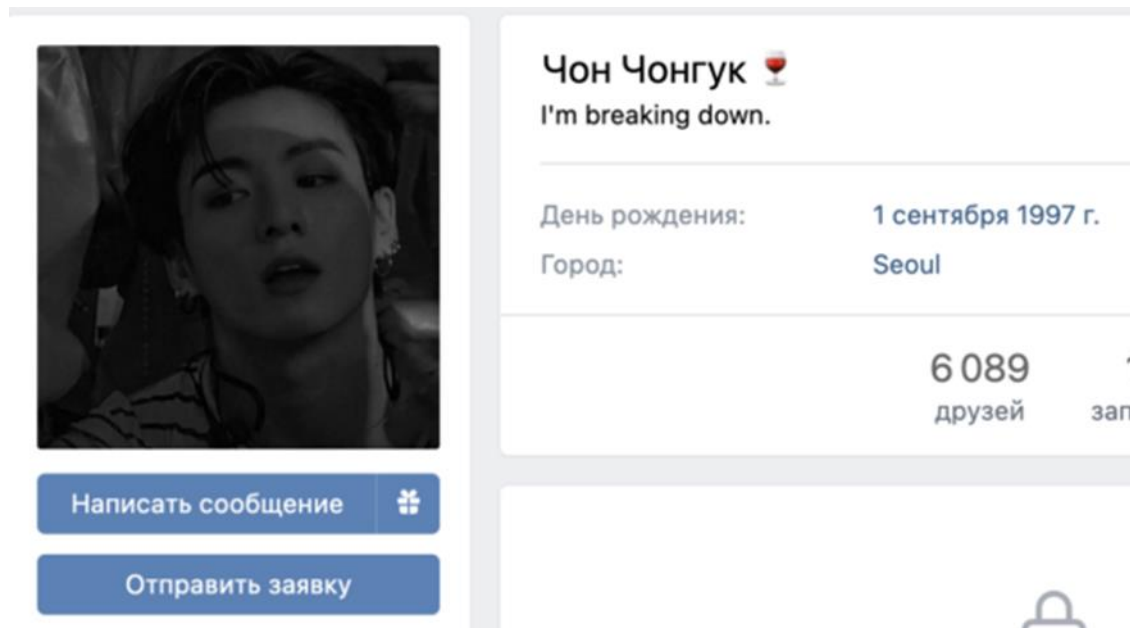 Чон Чонгук 🍷
I'm breaking down.
День рождения: 1 сентября 1997 г.
Город: Seoul
6 089
друзей
Написать сообщение
Отправить заявку